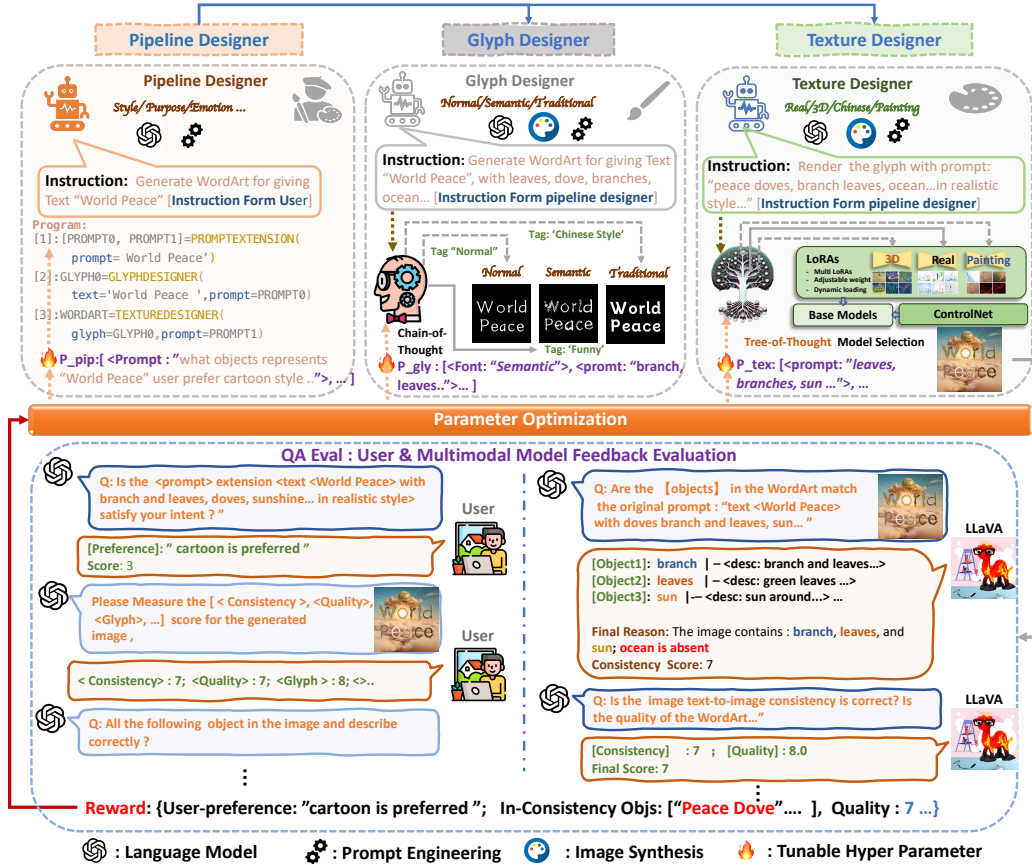 Pipeline Designer
Glyph Designer
Texture Designer
Pipeline Designer
Style/ Purpose/Emotion ...
Instruction: Generate WordArt for giving
Text “World Peace” [Instruction Form User]
Program:
[1]:[PROMPT0, PROMPT1]=PROMPTEXTENSION(
prompt= World Peace’)
[2]:GLYPH0=GLYPHDESIGNER(
text='World Peace ',prompt=PROMPT0)
[3]:WORDART=TEXTUREDESIGNER(
glyph=GLYPH0,prompt=PROMPT1)
P_pip:[ <Prompt : ”what objects represents
“World Peace” user prefer cartoon style ..”>, … ]
Glyph Designer
Normal/Semantic/Traditional
Instruction: Generate WordArt for giving Text
“World Peace”, with leaves, dove, branches,
ocean… [Instruction Form pipeline designer]
Tag: ‘Chinese Style’
Tag “Normal”
Normal
Semantic
Traditional
World
Peace
World
Peace
World
Peace
Chain-of-
Thought
Tag: ‘Funny’
P_gly : [<Font: “Semantic”>, <promt: “branch,
leaves..”>…]
Texture Designer
Real/3D/Chinese/Painting
Instruction: Render the glyph with prompt:
“peace doves, branch leaves, ocean…in realistic
style…” [Instruction Form pipeline designer]
LoRAs
- Multi LoRAs
- Adjustable weight
- Dynamic loading
3D
Real
Painting
Base Models
ControlNet
Tree-of-Thought Model Selection
World
Peace
P_tex: [<prompt: “leaves,
branches, sun …”>, …
Parameter Optimization
QA Eval : User & Multimodal Model Feedback Evaluation
Q: Is the <prompt> extension <text <World Peace> with
branch and leaves, doves, sunshine… in realistic style>
satisfy your intent ? ”
User
[Preference]: ” cartoon is preferred ”
Score: 3
Please Measure the [ < Consistency >, <Quality>,
<Glyph>, …] score for the generated
image ,
World
Peace
User
< Consistency> : 7; <Quality> : 7; <Glyph > : 8; <>..
Q: All the following object in the image and describe
correctly ?
⋮
Q: Are the 【objects】 in the WordArt match
the original prompt : “text <World Peace>
with doves branch and leaves, sun… ”
World
Peace
LLaVA
[Object1]: branch |– <desc: branch and leaves…>
[Object2]: leaves |– <desc: green leaves …>
[Object3]: sun |-– <desc: sun around…> …
Final Reason: The image contains : branch, leaves, and
sun; ocean is absent
Consistency Score: 7
Q: Is the image text-to-image consistency is correct? Is
the quality of the WordArt…”
LLaVA
[Consistency] : 7 ; [Quality] : 8.0
Final Score: 7
⋮
Reward: {User-preference: ”cartoon is preferred ”; In-Consistency Objs: [“Peace Dove”…. ], Quality : 7 …}
: Language Model
: Prompt Engineering
: Image Synthesis
: Tunable Hyper Parameter